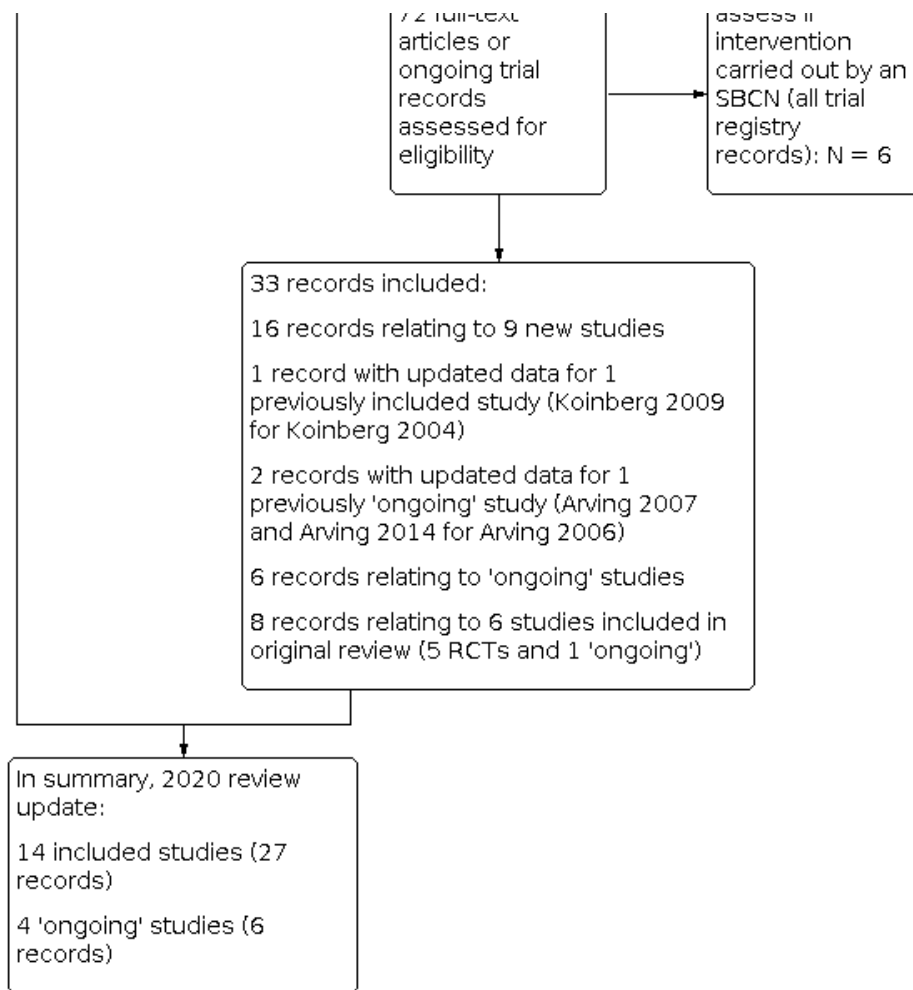 72 full-text
articles or
ongoing trial
records
assessed for
eligibility
assess if
intervention
carried out by an
SBCN (all trial
registry
records): N = 6
33 records included:
16 records relating to 9 new studies
1 record with updated data for 1
previously included study (Koinberg 2009
for Koinberg 2004)
2 records with updated data for 1
previously 'ongoing' study (Arving 2007
and Arving 2014 for Arving 2006)
6 records relating to 'ongoing' studies
8 records relating to 6 studies included in
original review (5 RCTs and 1 'ongoing')
In summary, 2020 review
update:
14 included studies (27
records)
4 'ongoing' studies (6
records)